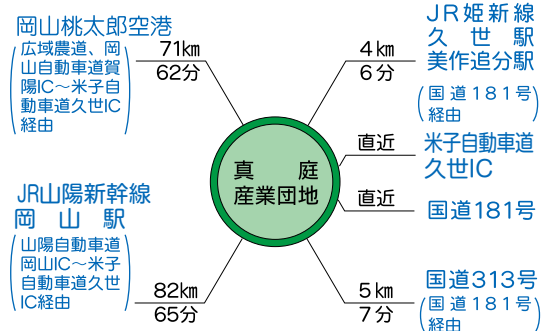 岡山桃太郎空港
(広域農道、岡
山自動車道賀
陽IC～米子自
動車道久世IC
経由)
71km
62分
JR姫新線
久世駅
美作追分駅
(国道181号)
経由
4km
6分
直近
米子自動車道
久世IC
真庭
産業団地
直近
国道181号
JR山陽新幹線
岡山駅
(山陽自動車道
岡山IC～米子
自動車道久世
IC経由)
82km
65分
5km
7分
国道313号
(国道181号)
経由